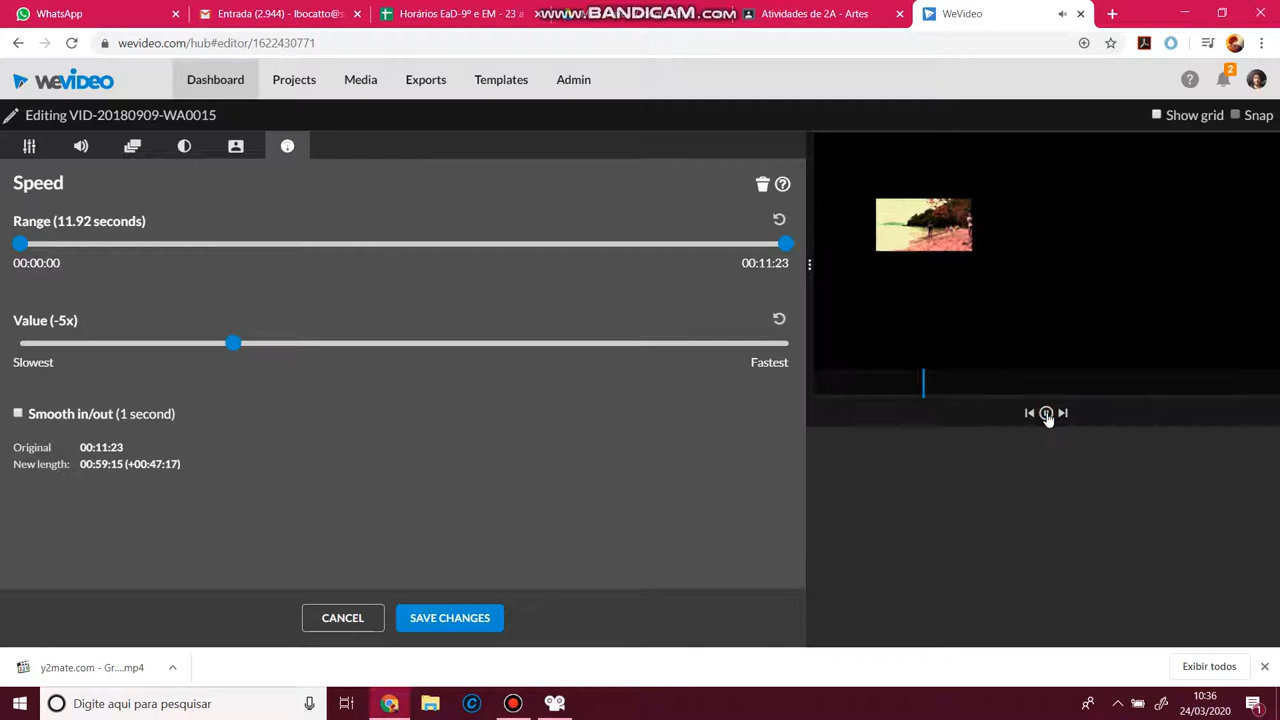 WhatsApp
Entrada (2.944) - lbocatto@s
Horários EaD-9º e EM - 23 a
WWW.BANDICAM.COM
Atividades de 2A - Artes
WeVideo
wevideo.com/hub#editor/1622430771
wevideo
Dashboard
Projects
Media
Exports
Templates
Admin
2
Editing VID-20180909-WA0015
Show grid
Snap
Speed
Range (11.92 seconds)
00:00:00
00:11:23
Value (-5x)
Slowest
Fastest
Smooth in/out (1 second)
Original 00:11:23
New length: 00:59:15 (+00:47:17)
CANCEL
SAVE CHANGES
y2mate.com - Gr....mp4
Exibir todos
Digite aqui para pesquisar
10:36
24/03/2020
1